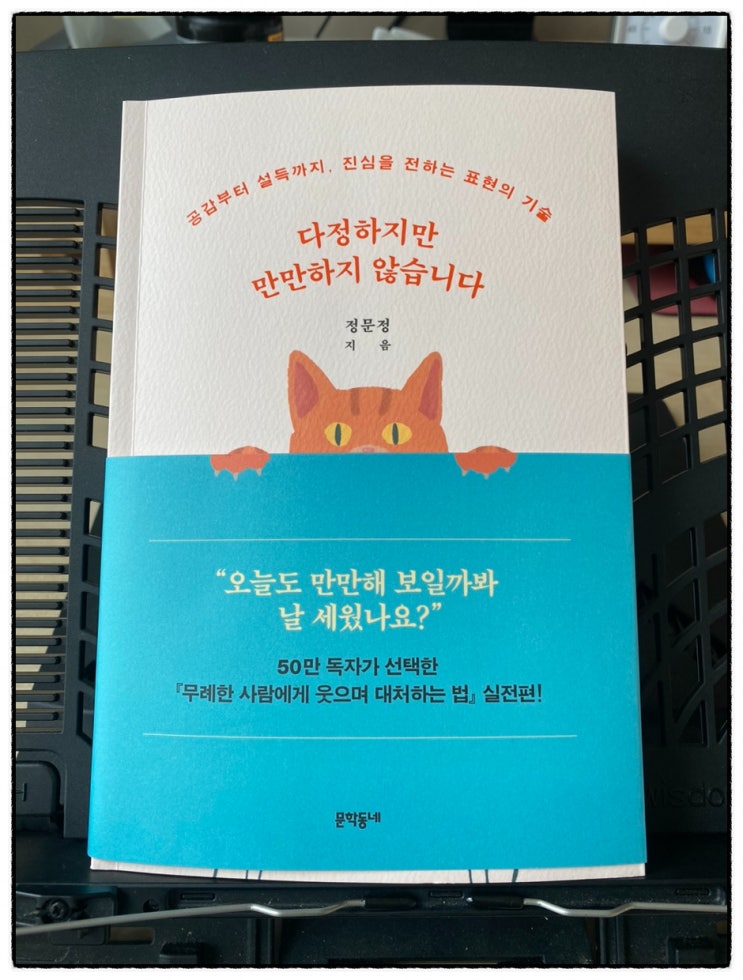 공감부터 설득까지, 진심을 전하는 표현의 기술
다정하지만
만만하지 않습니다
정문정
지음
“오늘도 만만해 보일까봐
날 세웠나요?”
50만 독자가 선택한
『무례한 사람에게 웃으며 대처하는 법』 실전편!
문학동네